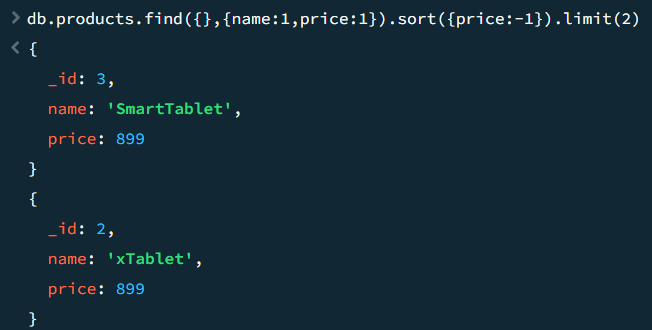 > db.products.find({},{name:1,price:1}).sort({price:-1}).limit(2)
< {
_id: 3,
name: 'SmartTablet',
price: 899
}
{
_id: 2,
name: 'xTablet',
price: 899
}